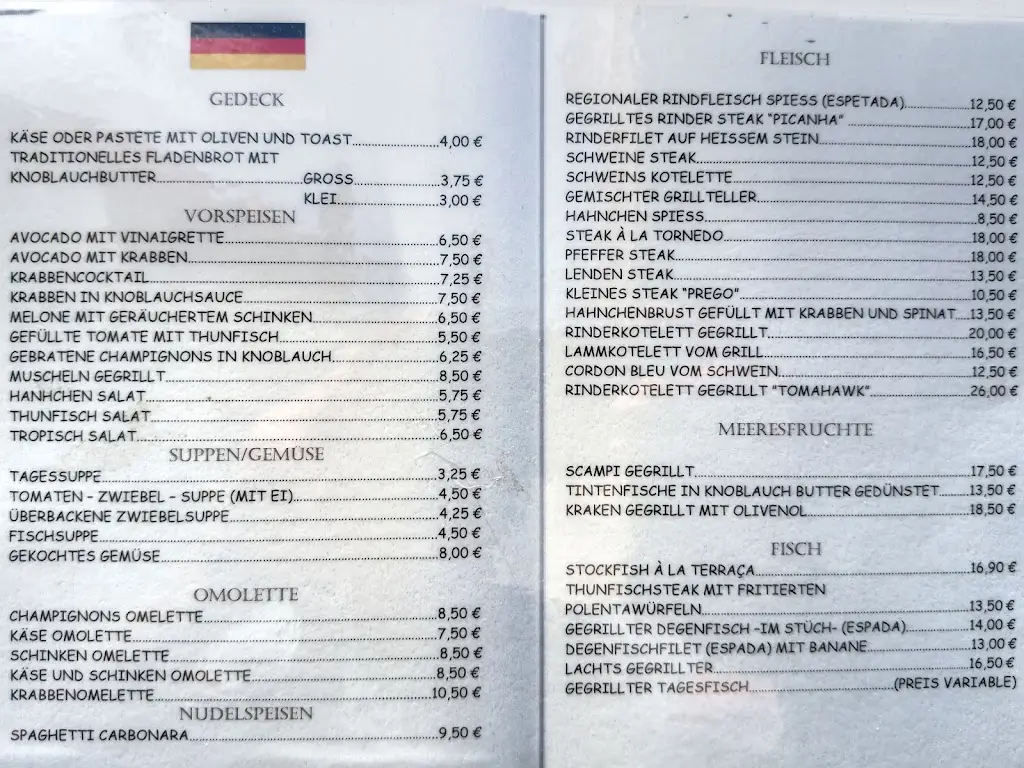 GEDECK
KÄSE ODER PASTETE MIT OLIVEN UND TOAST 4,00 €
TRADITIONELLES FLADENBROT MIT
KNOBLAUCHBUTTER GROSS 3,75 €
KLEI 3,00 €
VORSPEISEN
AVOCADO MIT VINAIGRETTE 6,50 €
AVOCADO MIT KRABBEN 7,50 €
KRABBENCOCKTAIL 7,25 €
KRABBEN IN KNOBLAUCHSAUCE 7,50 €
MELONE MIT GERÄUCHERTEM SCHINKEN 6,50 €
GEFÜLLTE TOMATE MIT THUNFISCH 5,50 €
GEBRATENE CHAMPIGNONS IN KNOBLAUCH 6,25 €
MUSCHELN GEGRILLT 8,50 €
HANHCHEN SALAT 5,75 €
THUNFISCH SALAT 5,75 €
TROPISCH SALAT 6,50 €
SUPPEN/GEMÜSE
TAGESSUPPE 3,25 €
TOMATEN - ZWIEBEL - SUPPE (MIT EI) 4,50 €
ÜBERBACKENE ZWIEBELSUPPE 4,25 €
FISCHSUPPE 4,50 €
GEKOCHTES GEMÜSE 8,00 €
OMOLETTE
CHAMPIGNONS OMELETTE 8,50 €
KÄSE OMOLETTE 7,50 €
SCHINKEN OMELETTE 8,50 €
KÄSE UND SCHINKEN OMOLETTE 8,50 €
KRABBENOMELETTE 10,50 €
NUDELSPEISEN
SPAGHETTI CARBONARA 9,50 €
FLEISCH
REGIONALER RINDFLEISCH SPIESS (ESPETADA) 12,50 €
GEGRILLTES RINDER STEAK "PICANHA" 17,00 €
RINDERFILET AUF HEISSEM STEIN 18,00 €
SCHWEINE STEAK 12,50 €
SCHWEINS KOTELETTE 12,50 €
GEMISCHTER GRILLTELLER 14,50 €
HAHNCHEN SPIESS 8,50 €
STEAK À LA TORNEDO 18,00 €
PFEFFER STEAK 18,00 €
LENDEN STEAK 13,50 €
KLEINES STEAK "PREGO" 10,50 €
HAHNCHENBRUST GEFÜLLT MIT KRABBEN UND SPINAT 13,50 €
RINDERKOTELETT GEGRILLT 20,00 €
LAMMKOTELETT VOM GRILL 16,50 €
CORDON BLEU VOM SCHWEIN 12,50 €
RINDERKOTELETT GEGRILLT "TOMAHAWK" 26,00 €
MEERESFRUCHTE
SCAMPI GEGRILLT 17,50 €
TINTENFISCHE IN KNOBLAUCH BUTTER GEDÜNSTET 13,50 €
KRAKEN GEGRILLT MIT OLIVENOL 18,50 €
FISCH
STOCKFISH À LA TERRAÇA 16,90 €
THUNFISCHSTEAK MIT FRITIERTEN
POLENTAWÜRFELN 13,50 €
GEGRILLTER DEGENFISCH -IM STÜCH- (ESPADA) 14,00 €
DEGENFISCHFILET (ESPADA) MIT BANANE 13,00 €
LACHTS GEGRILLTER 16,50 €
GEGRILLTER TAGESFISCH (PREIS VARIABLE)